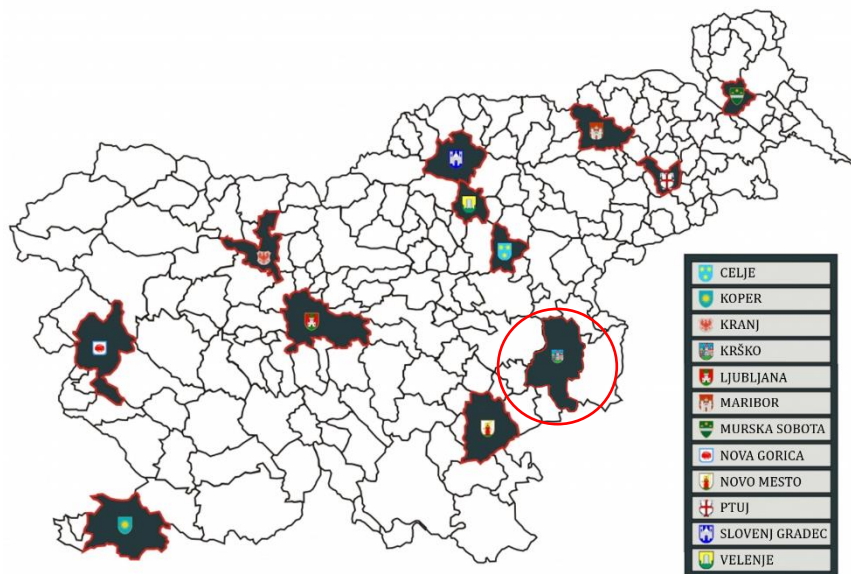 CELJE
KOPER
KRANJ
KRŠKO
LJUBLJANA
MARIBOR
MURSKA SOBOTA
NOVA GORICA
NOVO MESTO
PTUJ
SLOVENJ GRADEC
VELENJE